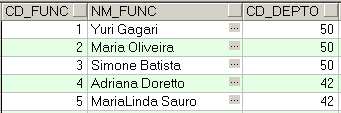 CD_FUNC NM_FUNC CD_DEPTO
1 Yuri Gagari ... 50
2 Maria Oliveira ... 50
3 Simone Batista ... 50
4 Adriana Doretto ... 42
5 MariaLinda Sauro ... 42